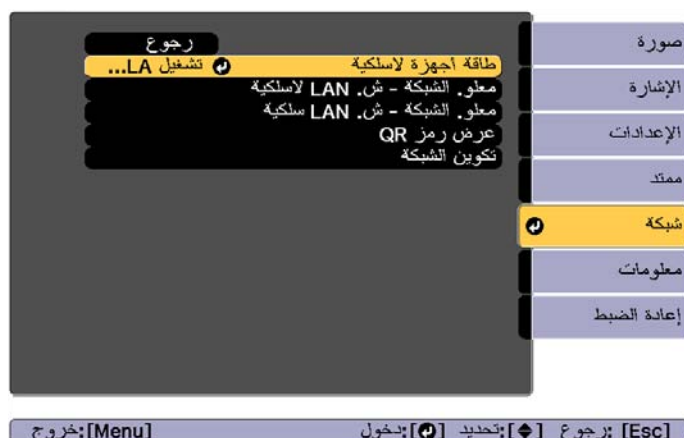 صورة
الإشارة
الإعدادات
ممتد
شبكة
معلومات
إعادة الضبط
رجوع
طاقة أجهزة لاسلكية تشغيل LA...
معلو. الشبكة - ش. LAN لاسلكية
معلو. الشبكة - ش. LAN سلكية
عرض رمز QR
تكوين الشبكة
[Esc] :رجوع [◆]:تحديد [↵]:دخول [Menu]:خروج